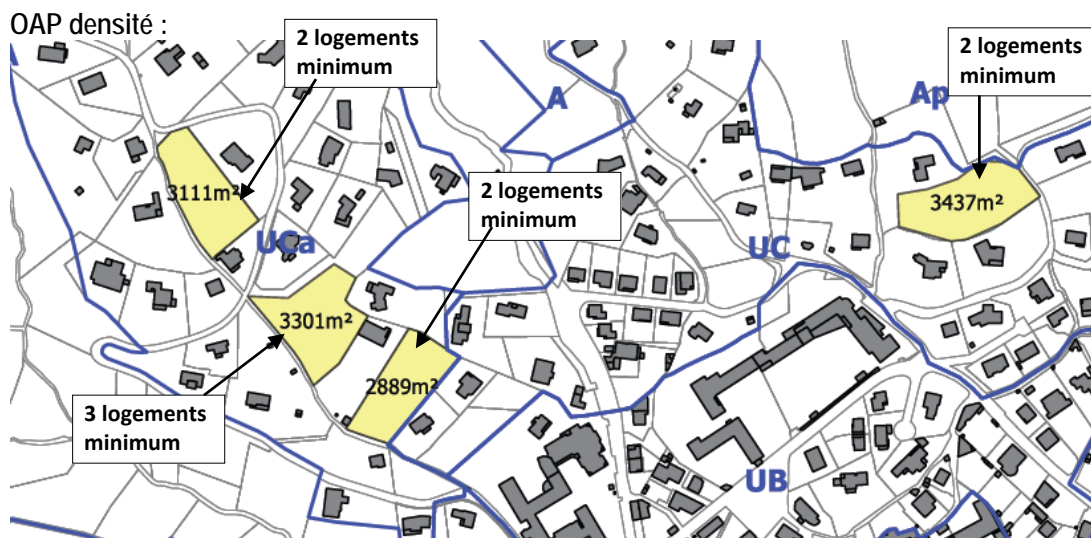 OAP densité :
2 logements
minimum
2 logements
minimum
A
Ap
3111m²
2 logements
minimum
3437m²
UCa
UC
3301m²
2889m²
3 logements
minimum
UB